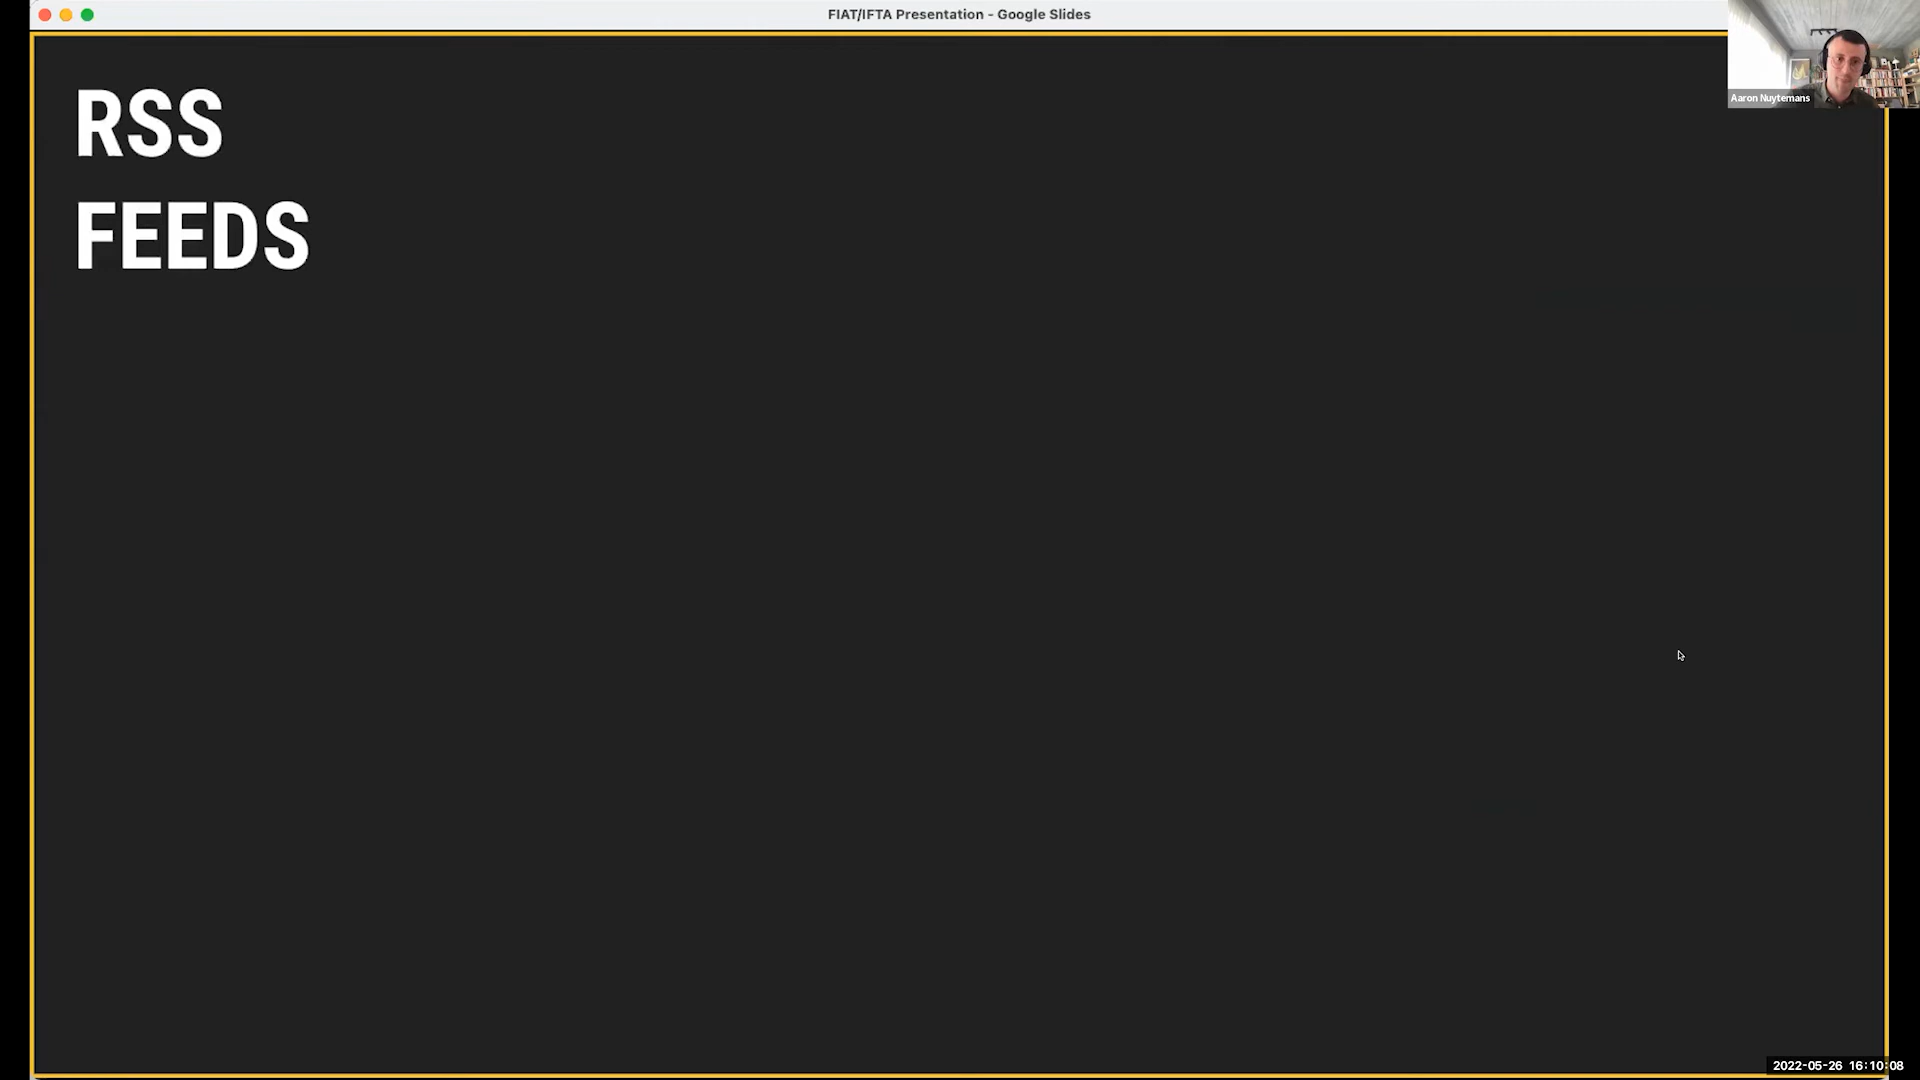 FIAT/IFTA Presentation - Google Slides
Aaron Nuytemans
RSS
FEEDS
2022-05-26 16:10:08